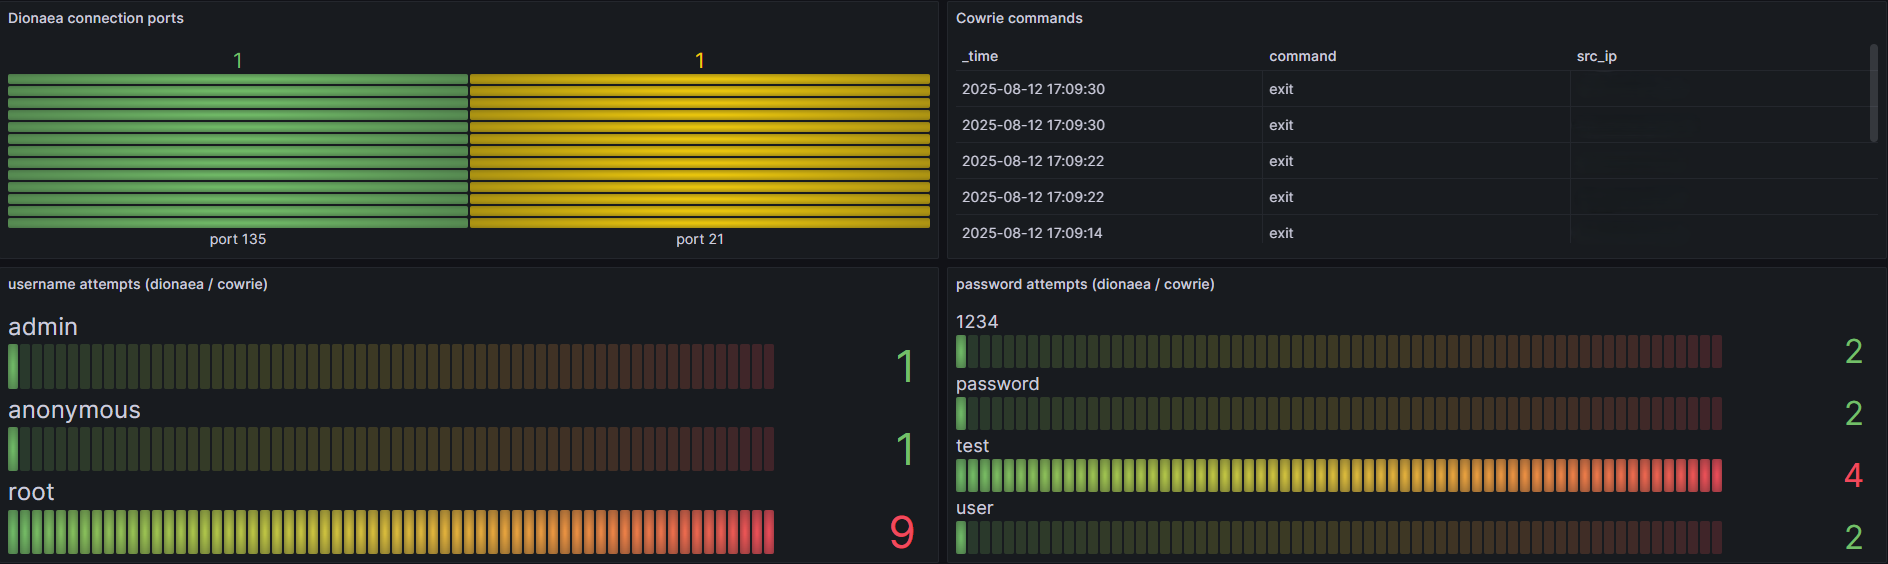 Dionaea connection ports
1 1
port 135 port 21
Cowrie commands
_time command src_ip
2025-08-12 17:09:30 exit
2025-08-12 17:09:30 exit
2025-08-12 17:09:22 exit
2025-08-12 17:09:22 exit
2025-08-12 17:09:14 exit
username attempts (dionaea / cowrie)
admin
1
anonymous
1
root
9
password attempts (dionaea / cowrie)
1234
2
password
2
test
4
user
2